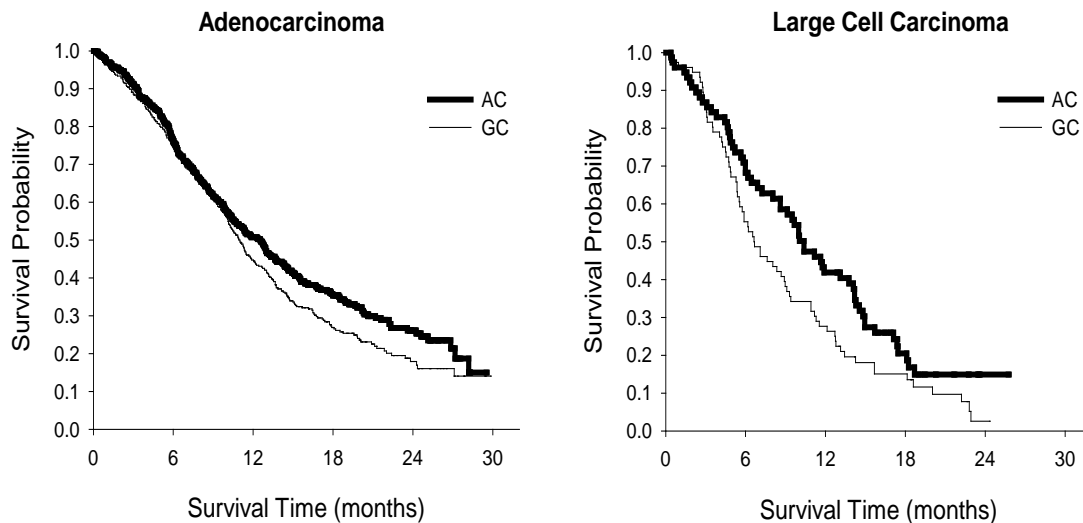 Adenocarcinoma
Survival Probability
1.0
0.9
0.8
0.7
0.6
0.5
0.4
0.3
0.2
0.1
0.0
AC
GC
0 6 12 18 24 30
Survival Time (months)
Large Cell Carcinoma
Survival Probability
1.0
0.9
0.8
0.7
0.6
0.5
0.4
0.3
0.2
0.1
0.0
AC
GC
0 6 12 18 24 30
Survival Time (months)